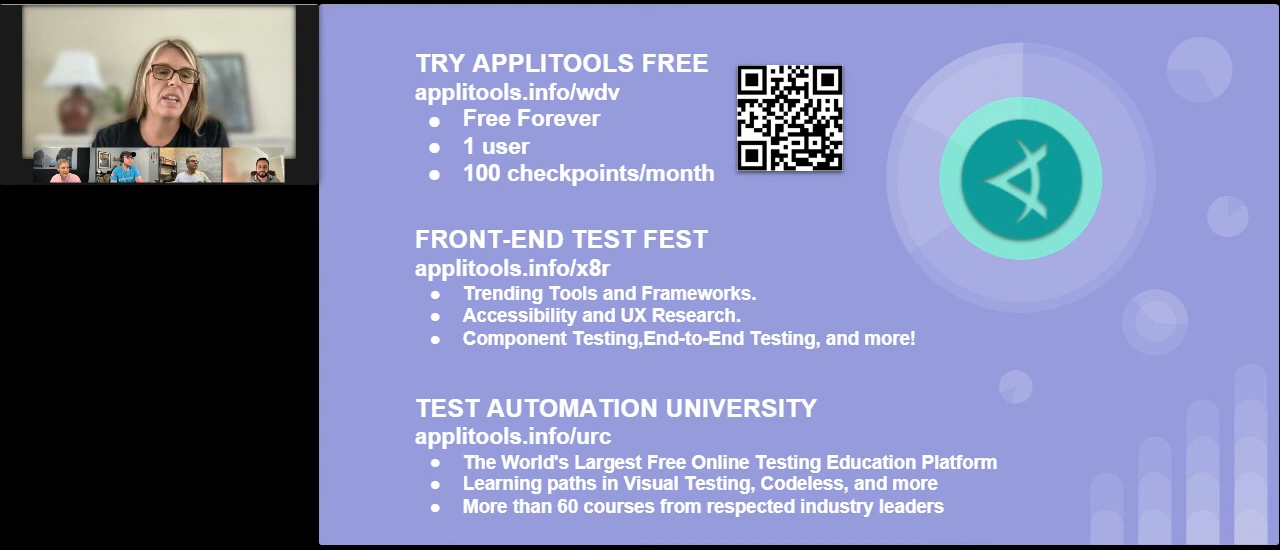 TRY APPLITOOLS FREE
applitools.info/wdv
● Free Forever
● 1 user
● 100 checkpoints/month
FRONT-END TEST FEST
applitools.info/x8r
● Trending Tools and Frameworks.
● Accessibility and UX Research.
● Component Testing,End-to-End Testing, and more!
TEST AUTOMATION UNIVERSITY
applitools.info/urc
● The World's Largest Free Online Testing Education Platform
● Learning paths in Visual Testing, Codeless, and more
● More than 60 courses from respected industry leaders